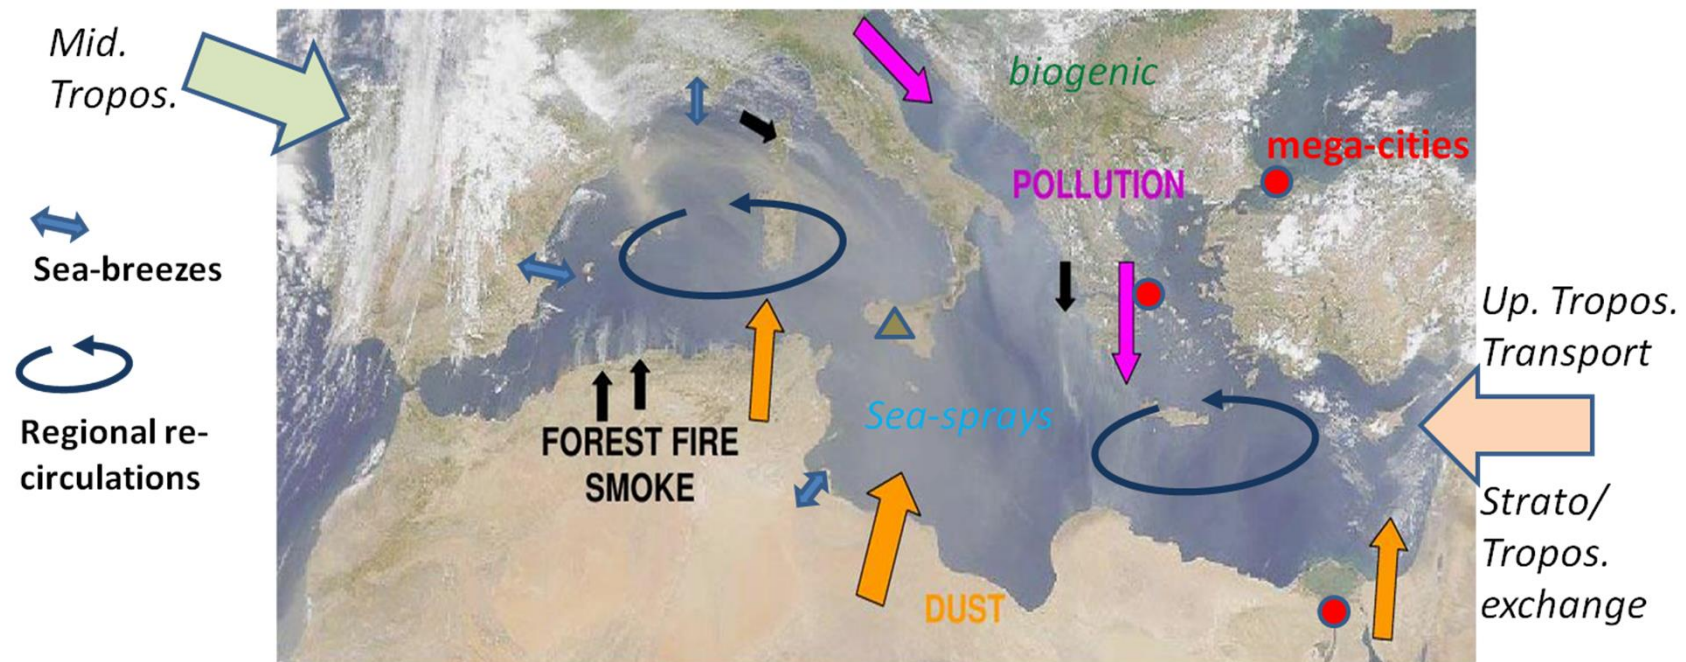 Mid.
Tropos.
biogenic
mega-cities
POLLUTION
Sea-breezes
Up. Tropos.
Transport
Sea-sprays
Regional re-
circulations
FOREST FIRE
SMOKE
Strato/
Tropos.
exchange
DUST